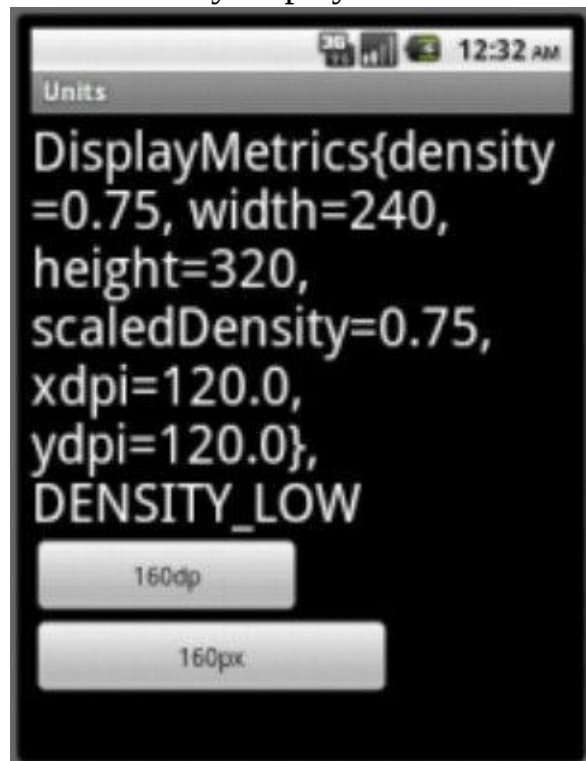 12:32 AM
Units
DisplayMetrics{density
=0.75, width=240,
height=320,
scaledDensity=0.75,
xdpi=120.0,
ydpi=120.0},
DENSITY_LOW
160dp
160px